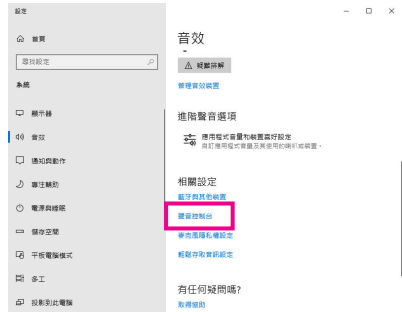 設定
首頁
尋找設定
系統
顯示器
音效
通知與動作
專注輔助
電源與睡眠
儲存空間
平板電腦模式
多工
投影到此電腦
音效
疑難排解
管理音效裝置
進階聲音選項
應用程式音量和裝置喜好設定
自訂應用程式音量及其使用的喇叭或裝置。
相關設定
藍牙與其他裝置
聲音控制台
麥克風隱私權設定
輕鬆存取音訊設定
有任何疑問嗎?
取得協助